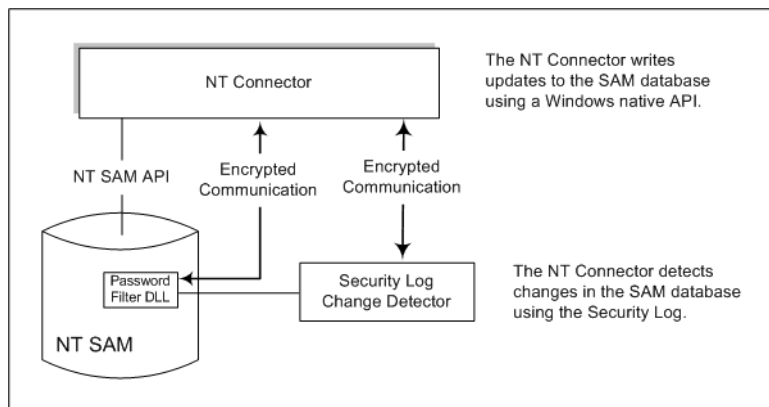 NT Connector
The NT Connector writes
updates to the SAM database
using a Windows native API.
NT SAM API
Encrypted
Communication
Encrypted
Communication
Password
Filter DLL
NT SAM
Security Log
Change Detector
The NT Connector detects
changes in the SAM database
using the Security Log.